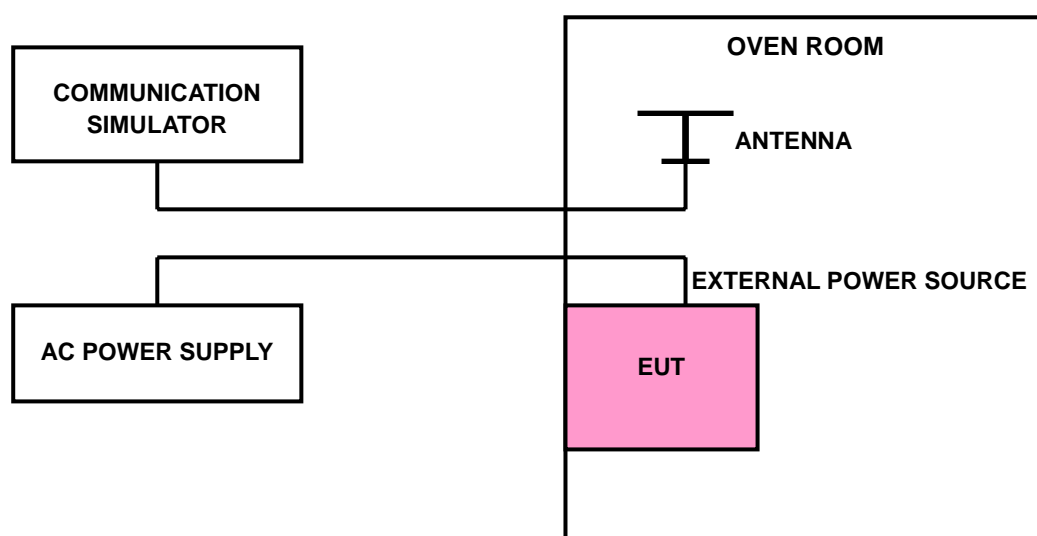 OVEN ROOM
COMMUNICATION
SIMULATOR
ANTENNA
EXTERNAL POWER SOURCE
AC POWER SUPPLY
EUT